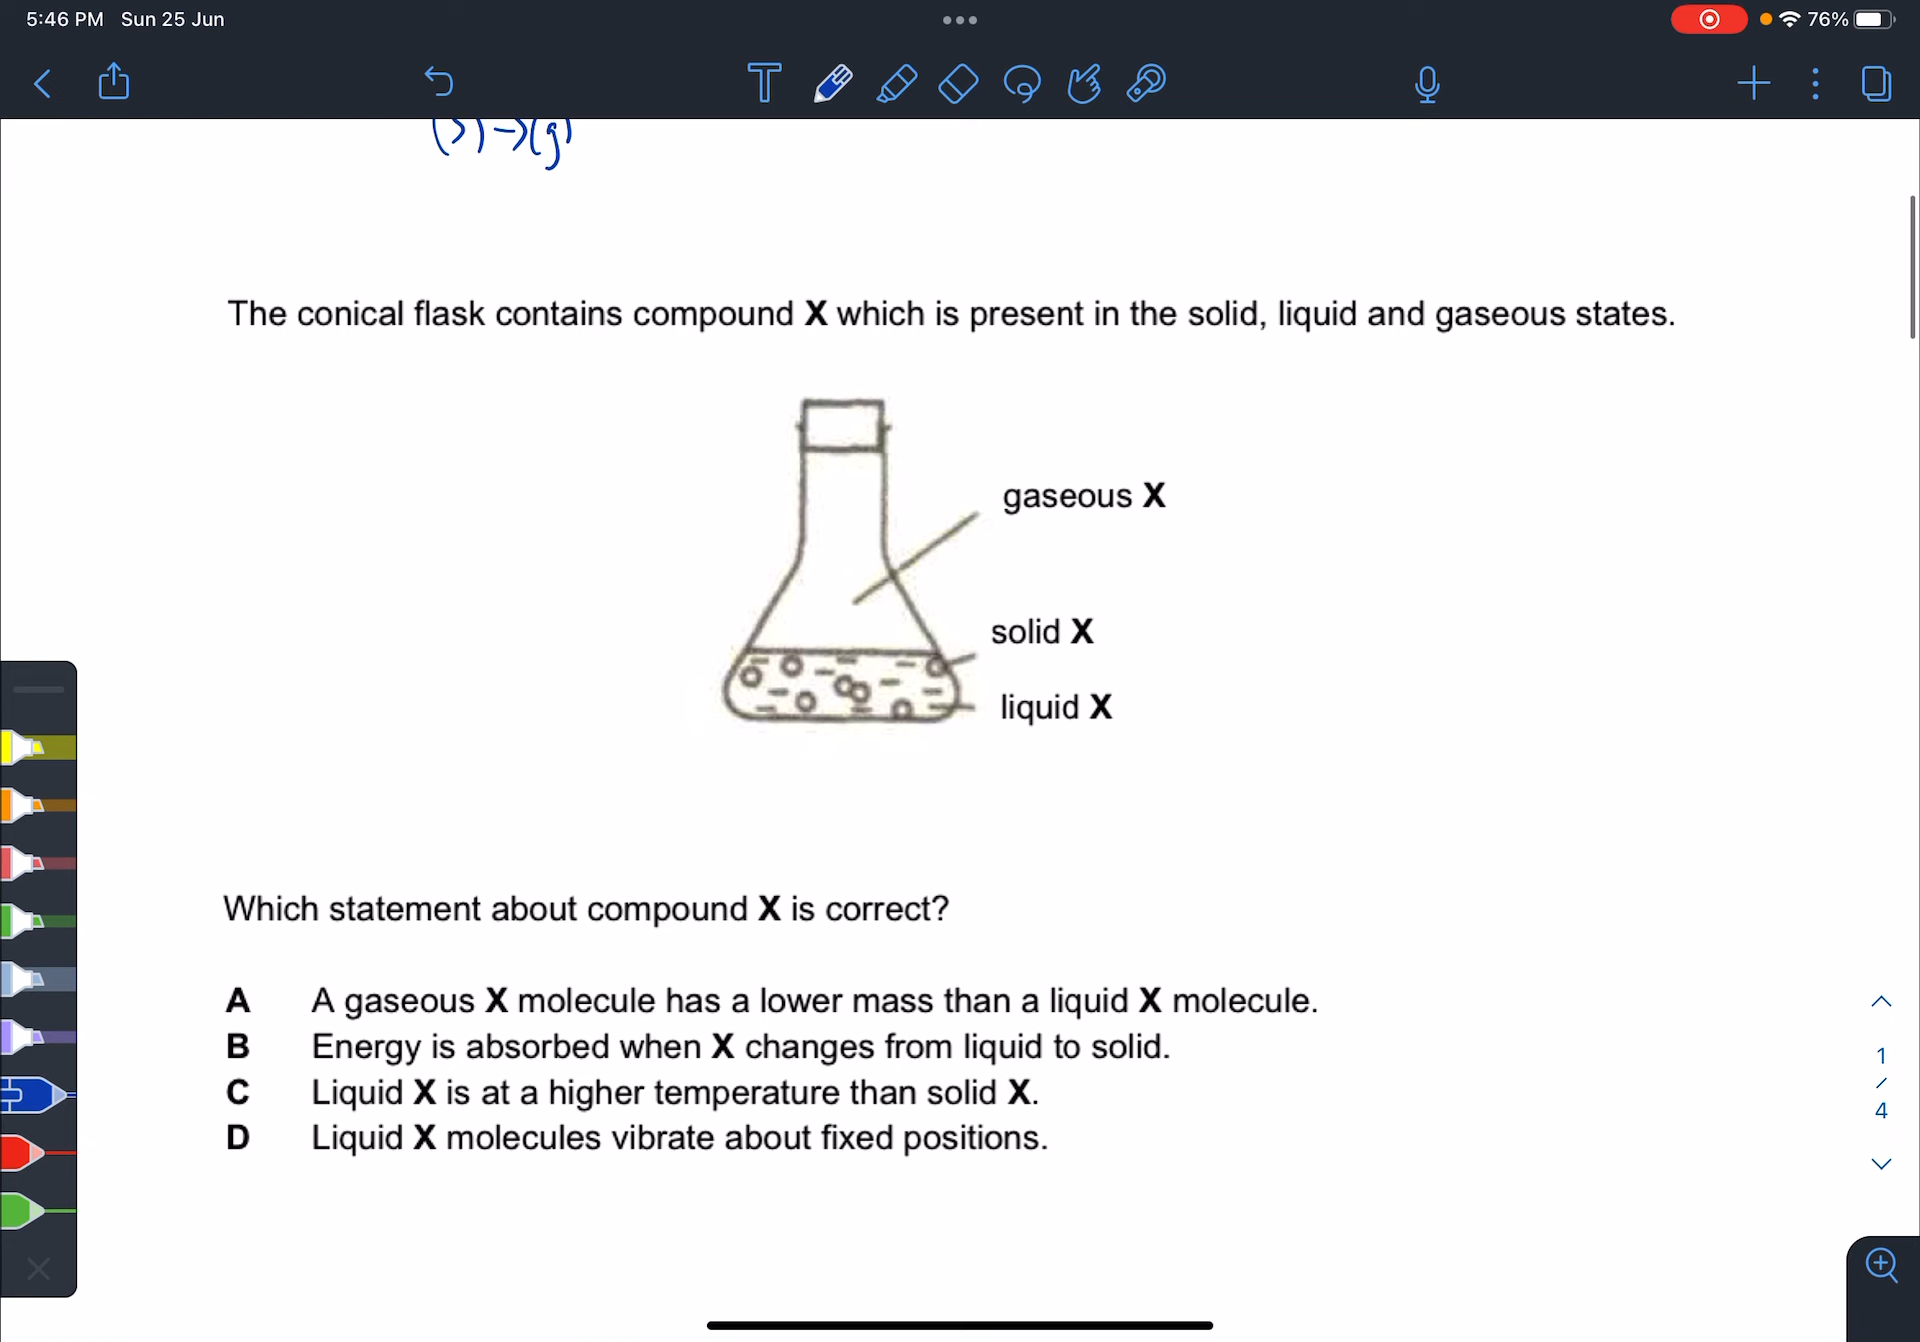 5:46 PM Sun 25 Jun
76%
T
(s)→(g)
The conical flask contains compound X which is present in the solid, liquid and gaseous states.
gaseous X
solid X
liquid X
Which statement about compound X is correct?
A A gaseous X molecule has a lower mass than a liquid X molecule.
B Energy is absorbed when X changes from liquid to solid.
C Liquid X is at a higher temperature than solid X.
D Liquid X molecules vibrate about fixed positions.
1
/
4